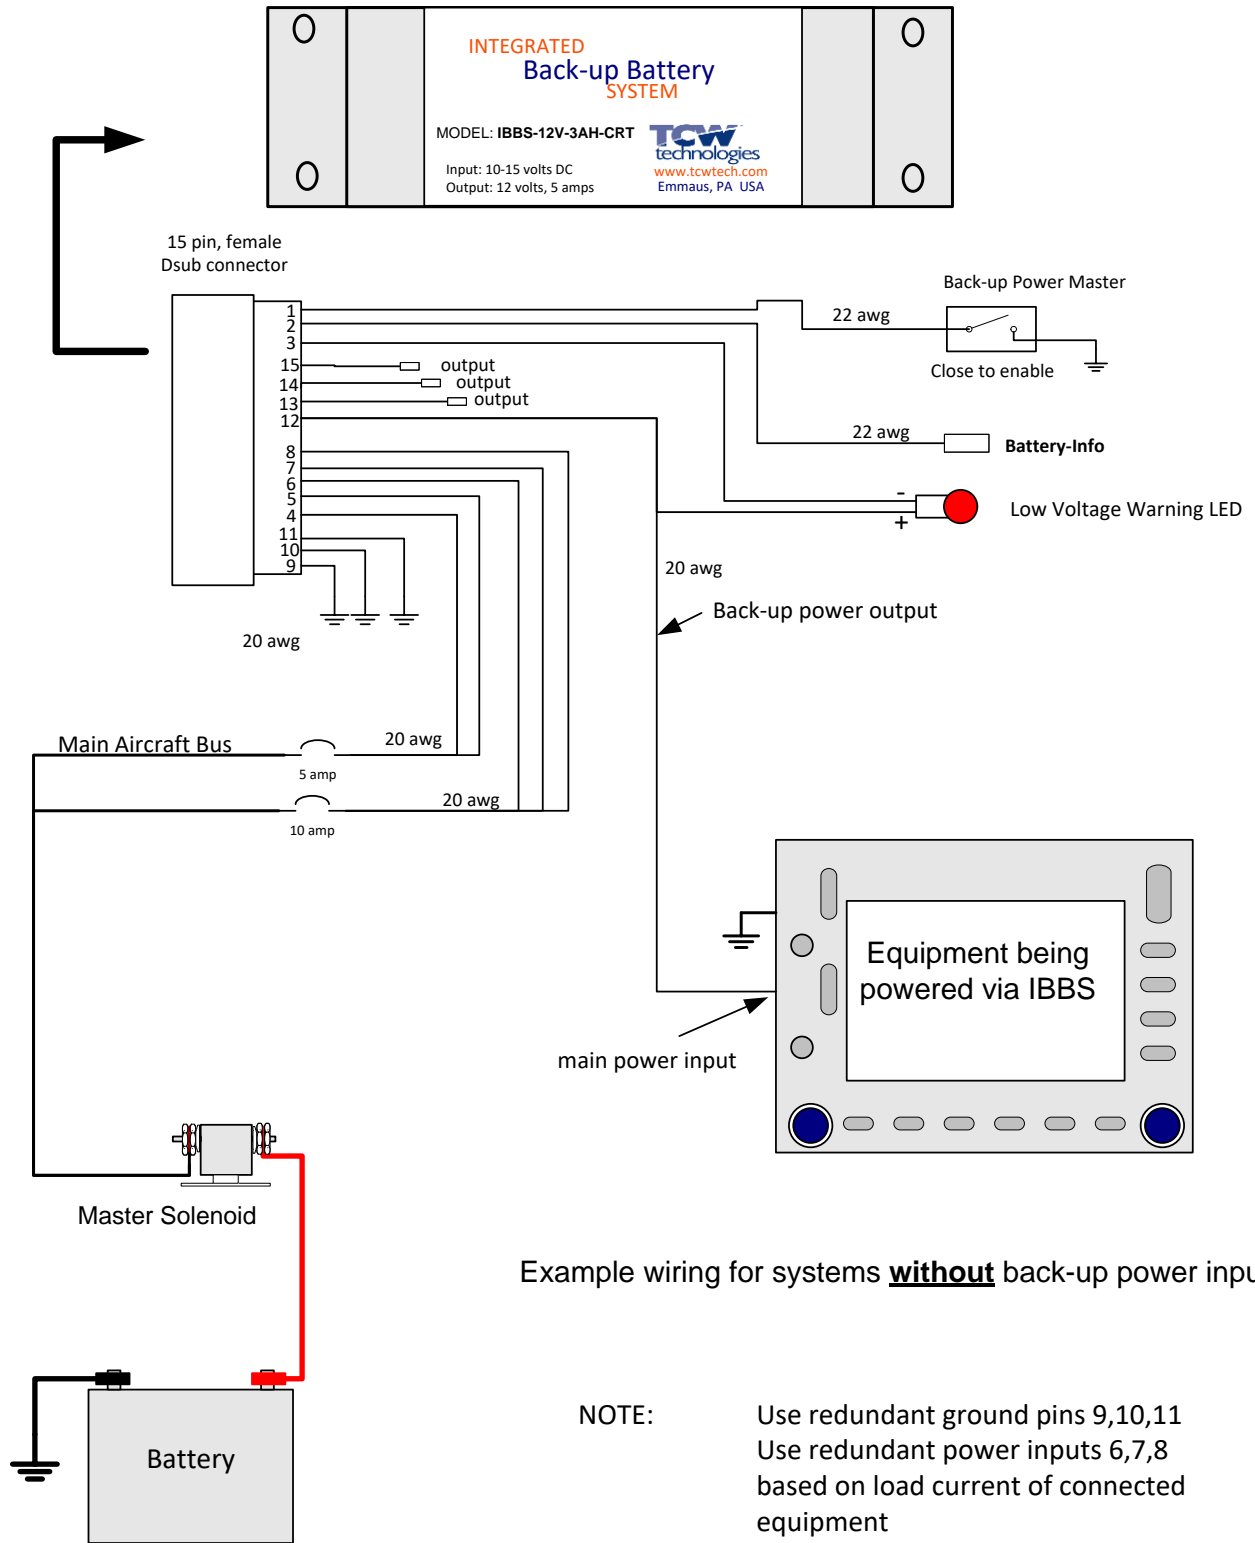 INTEGRATED
Back-up Battery
SYSTEM
MODEL: IBBS-12V-3AH-CRT
TCW
technologies
www.tcwtech.com
Emmaus, PA USA
Input: 10-15 volts DC
Output: 12 volts, 5 amps
15 pin, female
Dsub connector
1
2
3
15
14
13
12
8
7
6
5
4
11
10
9
output
output
output
22 awg
Back-up Power Master
Close to enable
22 awg
Battery-Info
-
+
Low Voltage Warning LED
20 awg
Back-up power output
20 awg
Main Aircraft Bus
5 amp
20 awg
10 amp
20 awg
Equipment being
powered via IBBS
main power input
Master Solenoid
Example wiring for systems without back-up power inpu
Battery
NOTE:
Use redundant ground pins 9,10,11
Use redundant power inputs 6,7,8
based on load current of connected
equipment